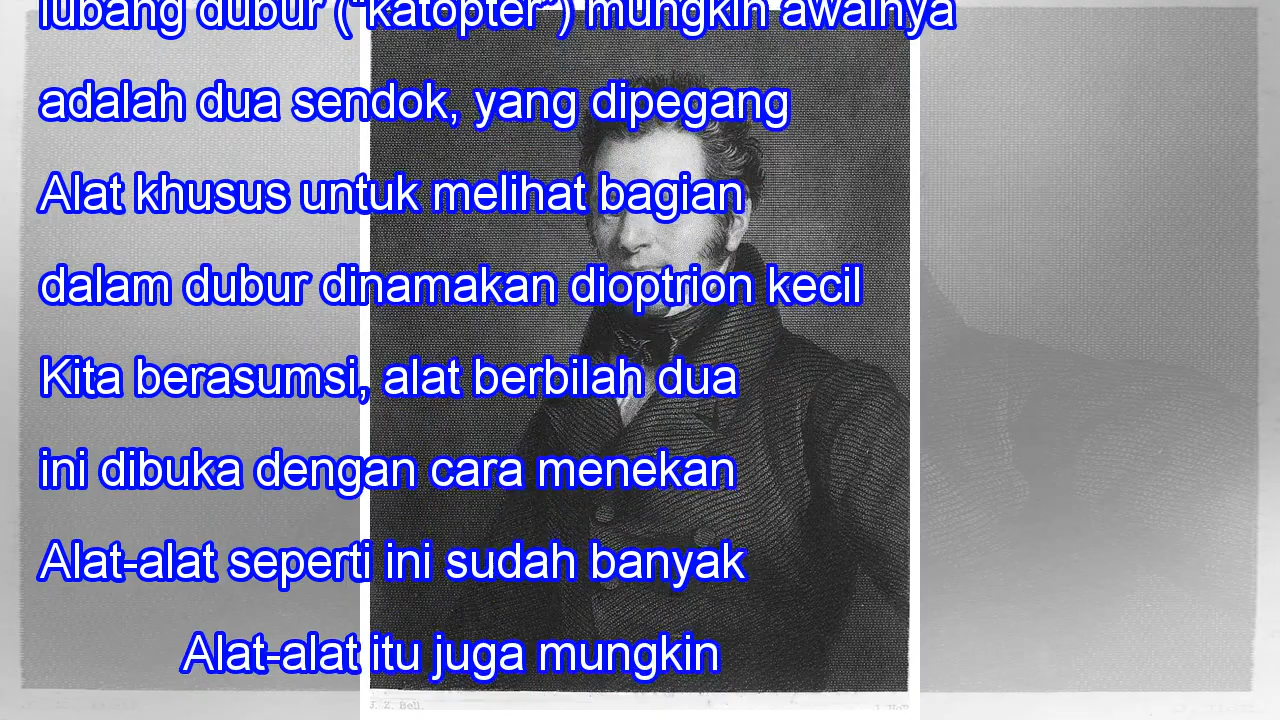 lubang dubur ("katopter") mungkin awalnya
adalah dua sendok, yang dipegang
Alat khusus untuk melihat bagian
dalam dubur dinamakan dioptrion kecil
Kita berasumsi, alat berbilah dua
ini dibuka dengan cara menekan
Alat-alat seperti ini sudah banyak
Alat-alat itu juga mungkin
J. Z. Bell.